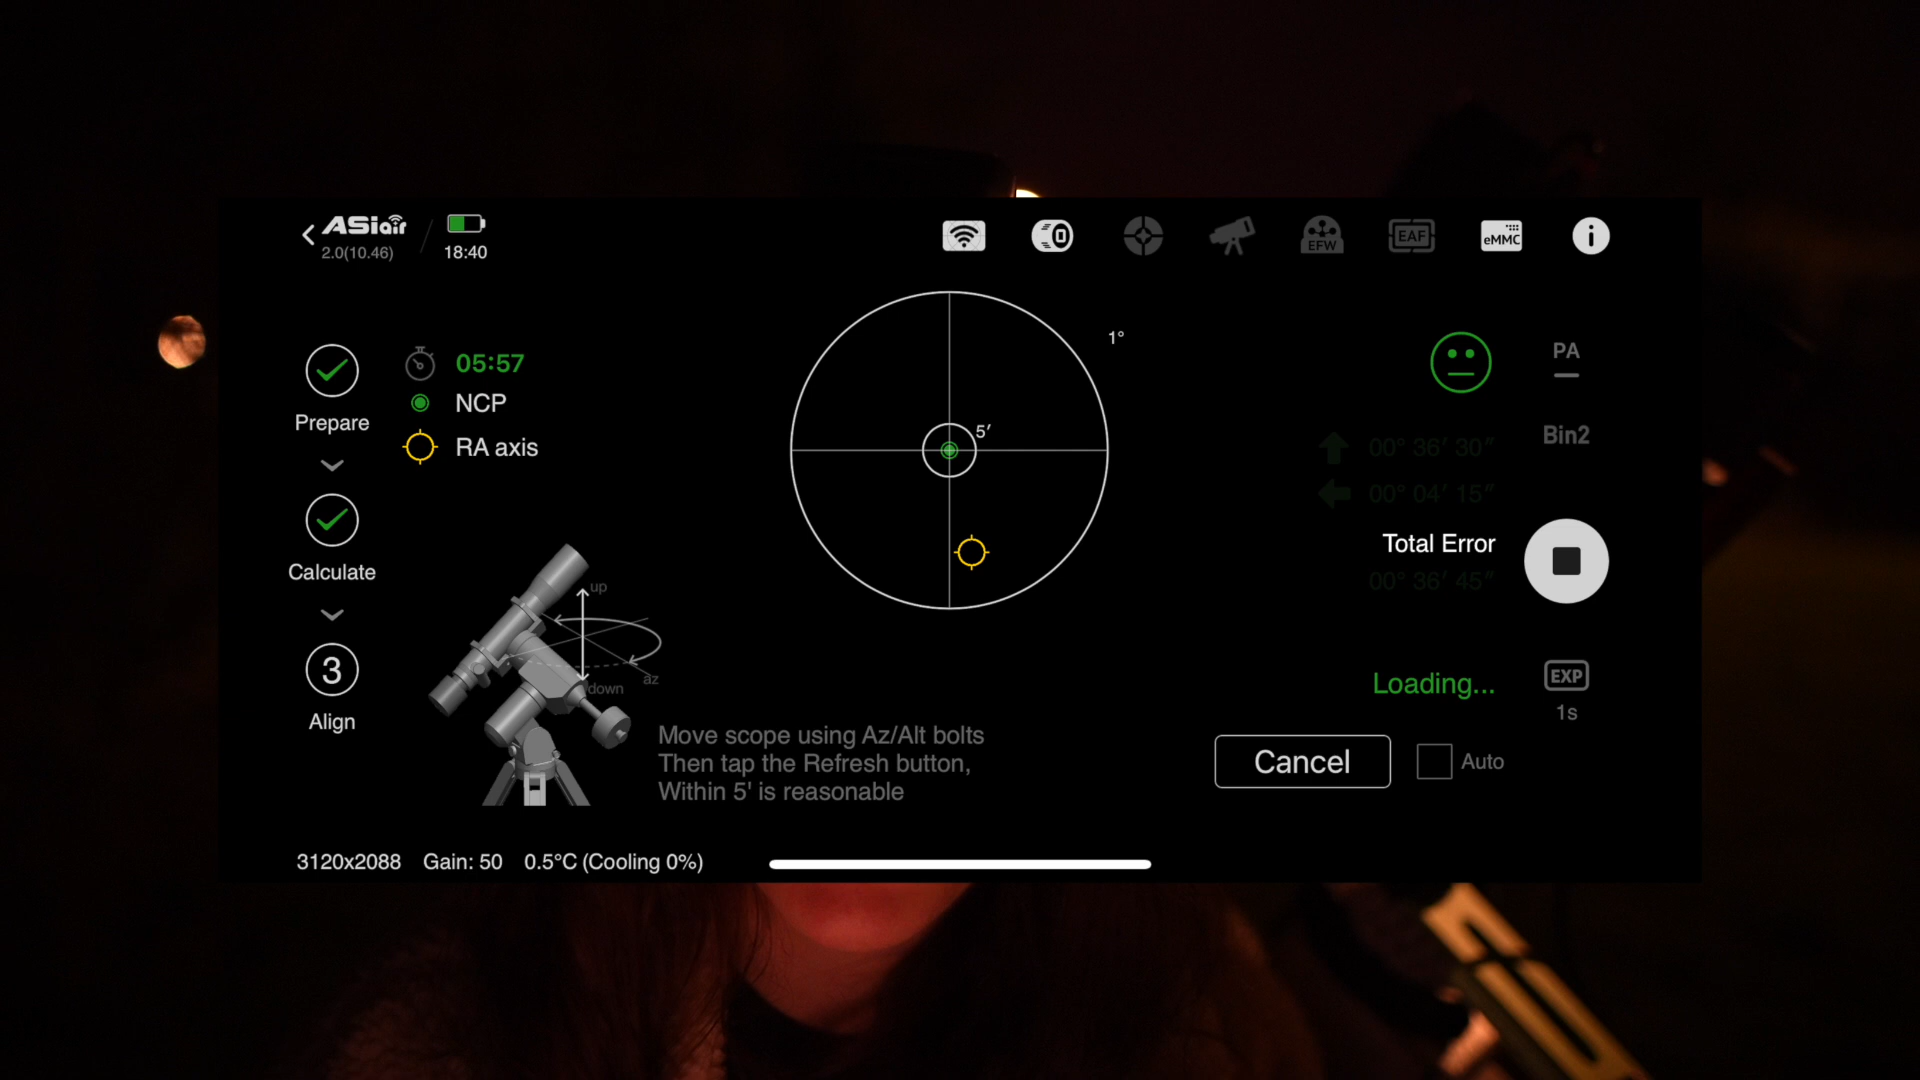 ASiair
2.0(10.46)
18:40
EFW
EAF
eMMC
05:57
NCP
RA axis
Prepare
Calculate
3
Align
up
down
az
1°
5′
Move scope using Az/Alt bolts
Then tap the Refresh button,
Within 5' is reasonable
PA
Bin2
00° 36′ 30″
00° 04′ 15″
Total Error
00° 36′ 45″
Loading...
EXP
1s
Cancel
Auto
3120x2088 Gain: 50 0.5°C (Cooling 0%)